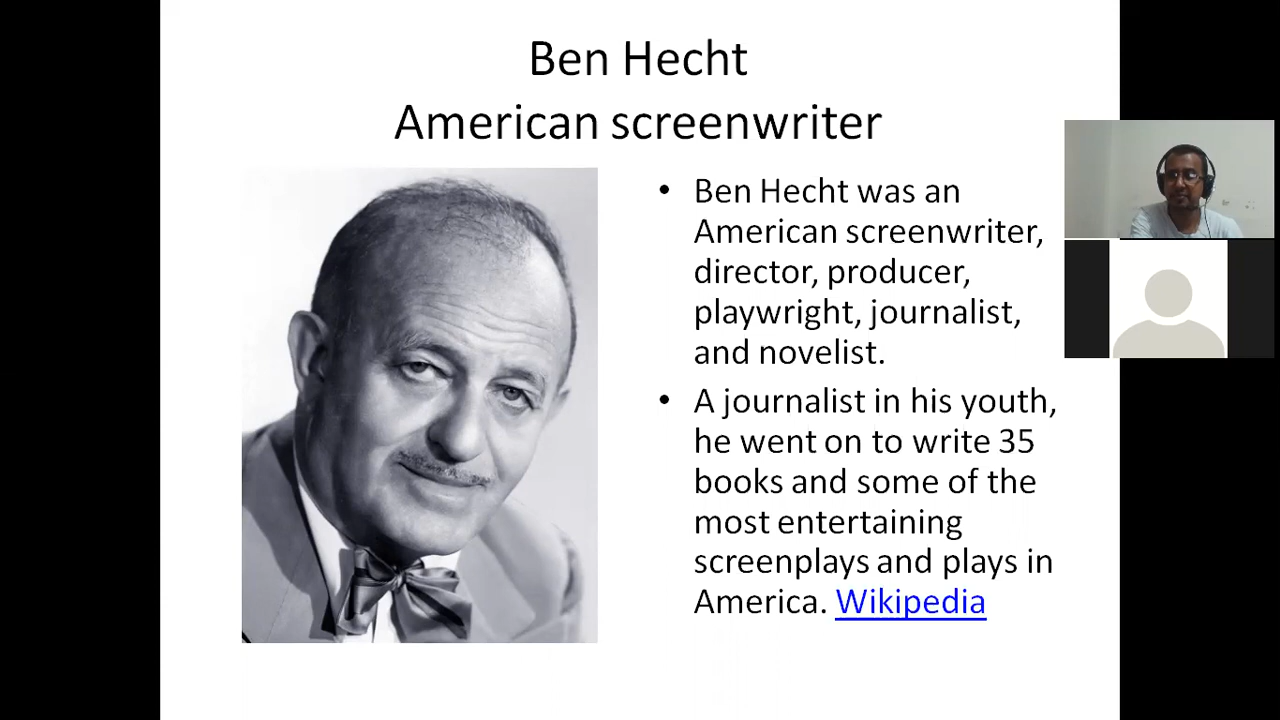 Ben Hecht
American screenwriter
• Ben Hecht was an
American screenwriter,
director, producer,
playwright, journalist,
and novelist.
• A journalist in his youth,
he went on to write 35
books and some of the
most entertaining
screenplays and plays in
America. Wikipedia